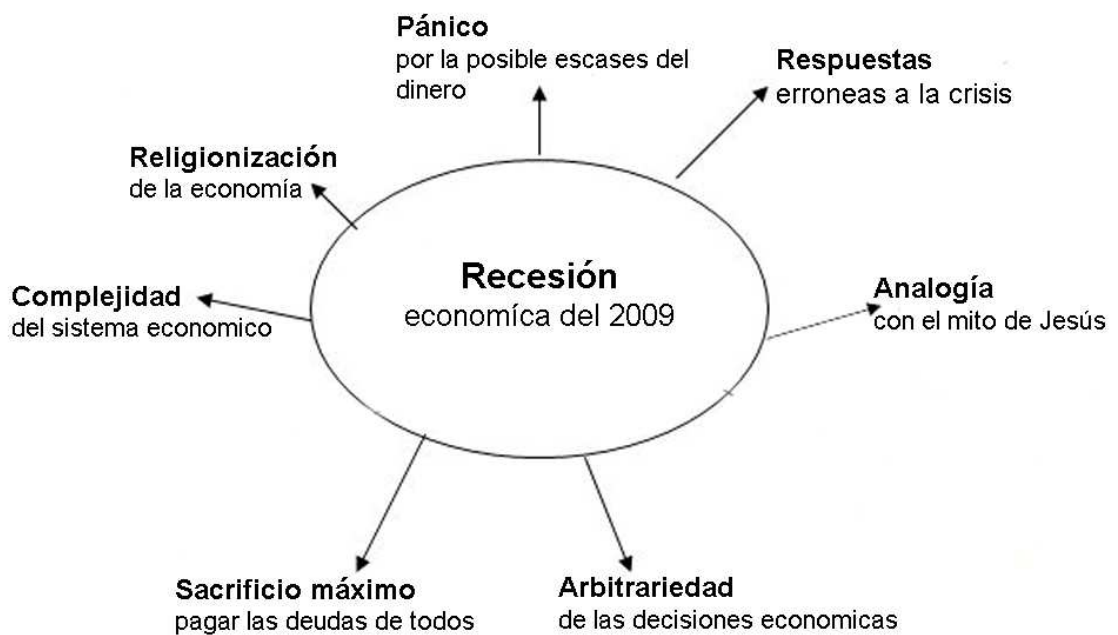 Pánico
por la posible escases del
dinero
Respuestas
erroneas a la crisis
Religionización
de la economía
Recesión
economíca del 2009
Complejidad
del sistema economico
Analogía
con el mito de Jesús
Sacrificio máximo
pagar las deudas de todos
Arbitrariedad
de las decisiones economicas